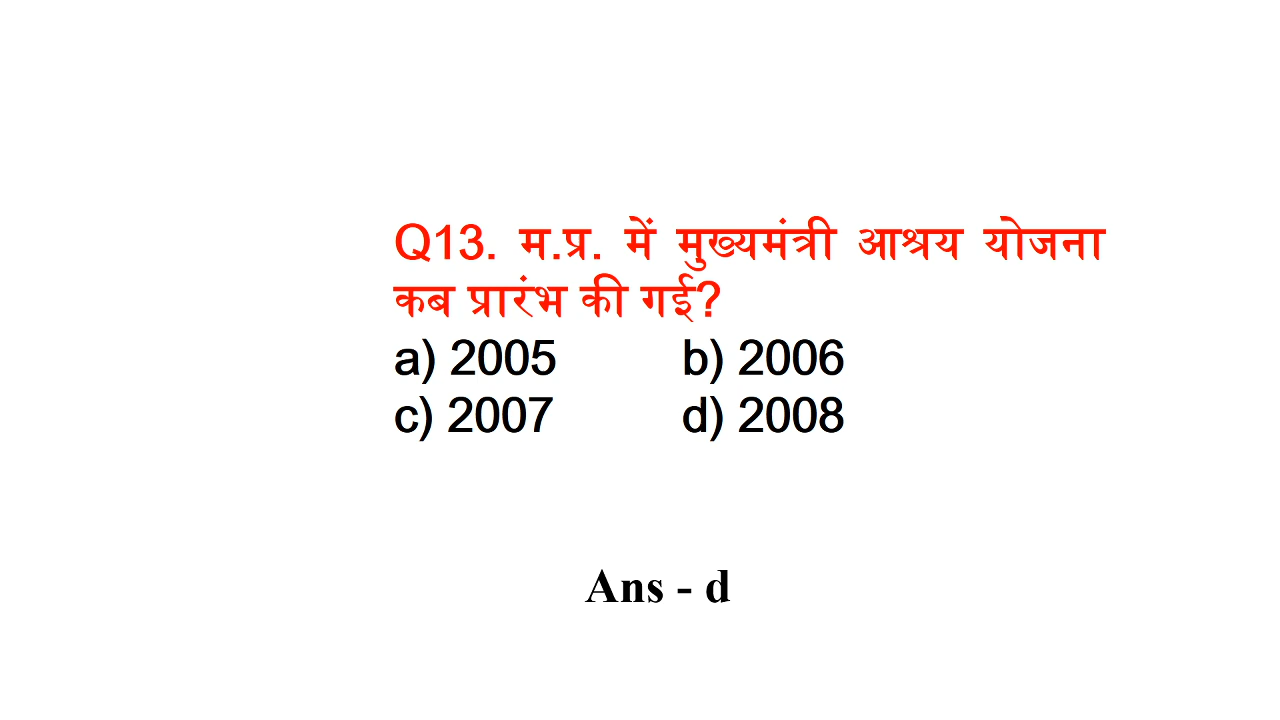 Q13. म.प्र. में मुख्यमंत्री आश्रय योजना
कब प्रारंभ की गई?
a) 2005 b) 2006
c) 2007 d) 2008
Ans - d